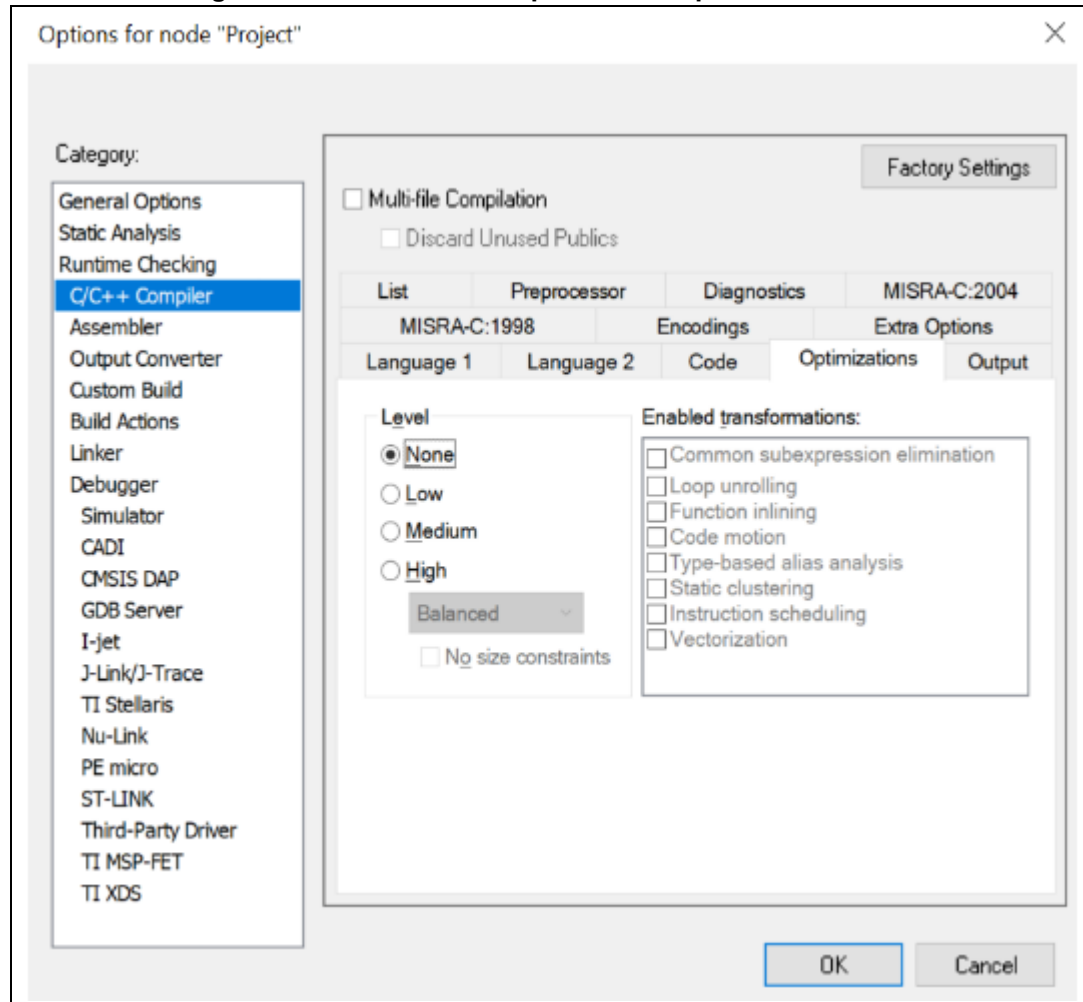 Options for node "Project"
Category:
General Options
Static Analysis
Runtime Checking
C/C++ Compiler
Assembler
Output Converter
Custom Build
Build Actions
Linker
Debugger
Simulator
CADI
CMSIS DAP
GDB Server
I-jet
J-Link/J-Trace
TI Stellaris
Nu-Link
PE micro
ST-LINK
Third-Party Driver
TI MSP-FET
TI XDS
Factory Settings
Multi-file Compilation
Discard Unused Publics
List Preprocessor Diagnostics MISRA-C:2004
MISRA-C:1998 Encodings Extra Options
Language 1 Language 2 Code Optimizations Output
Level
None
Low
Medium
High
Balanced
No size constraints
Enabled transformations:
Common subexpression elimination
Loop unrolling
Function inlining
Code motion
Type-based alias analysis
Static clustering
Instruction scheduling
Vectorization
OK Cancel